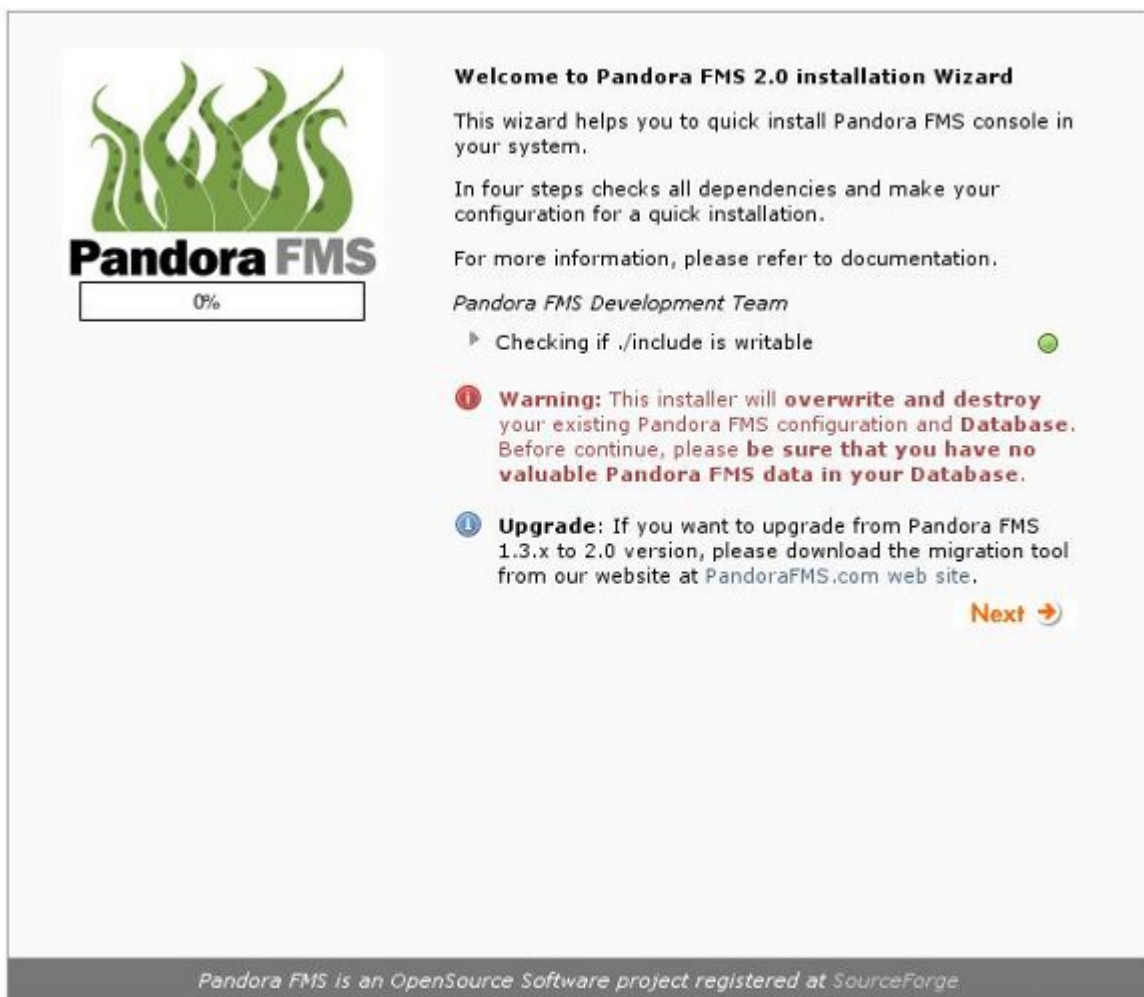 Pandora FMS
0%
Welcome to Pandora FMS 2.0 installation Wizard
This wizard helps you to quick install Pandora FMS console in
your system.
In four steps checks all dependencies and make your
configuration for a quick installation.
For more information, please refer to documentation.
Pandora FMS Development Team
Checking if ./include is writable
Warning: This installer will overwrite and destroy
your existing Pandora FMS configuration and Database.
Before continue, please be sure that you have no
valuable Pandora FMS data in your Database.
Upgrade: If you want to upgrade from Pandora FMS
1.3.x to 2.0 version, please download the migration tool
from our website at PandoraFMS.com web site.
Next
Pandora FMS is an OpenSource Software project registered at SourceForge